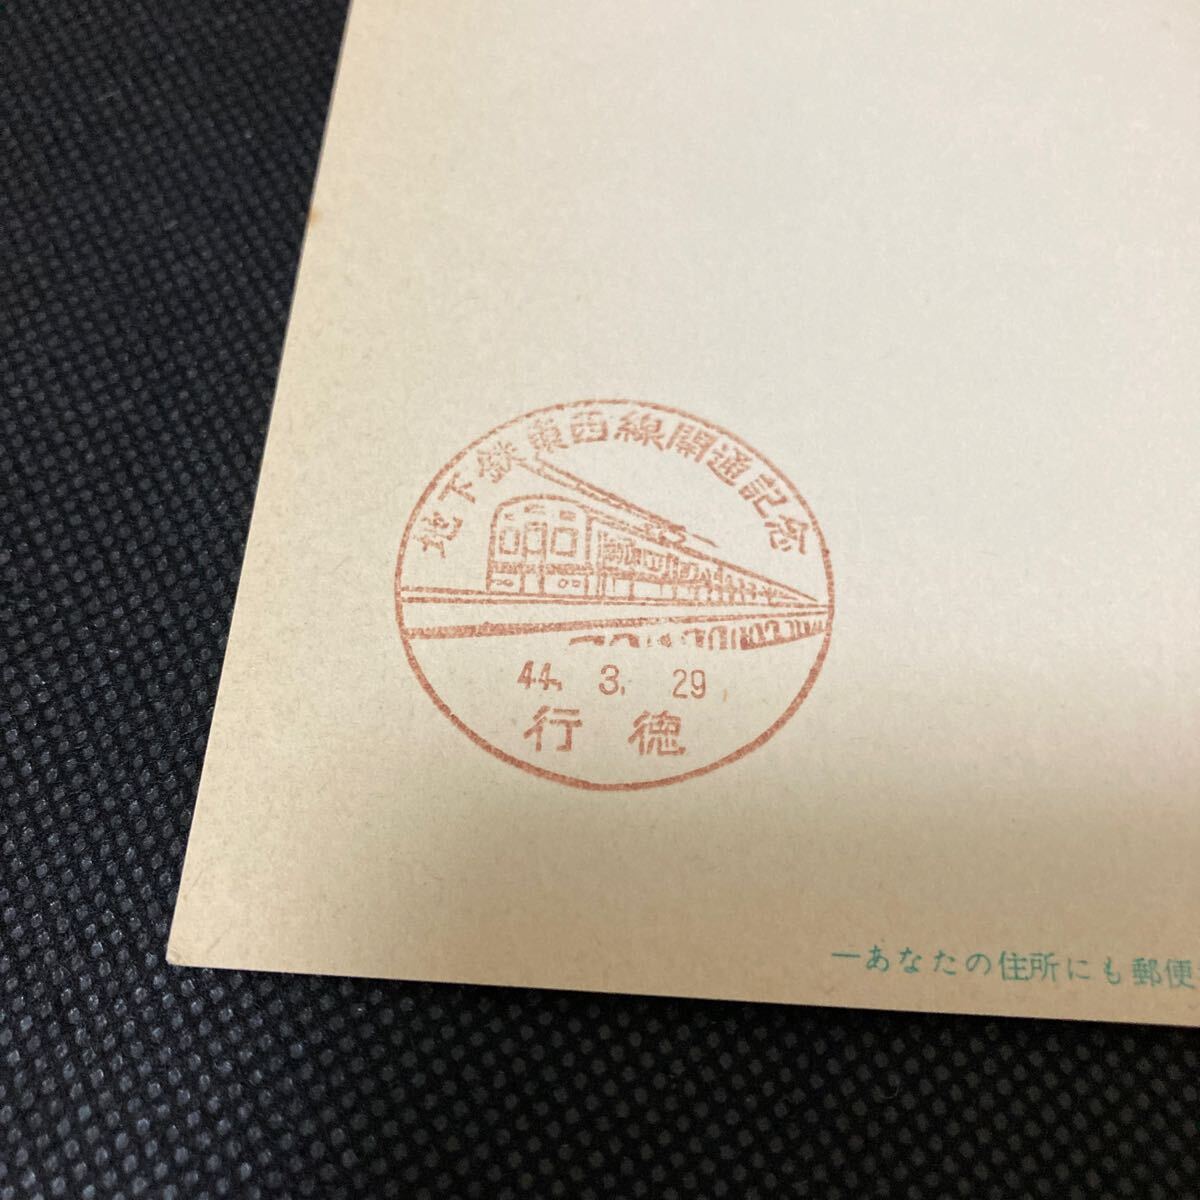 地下鉄東西線開通記念
44. 3. 29
行徳
―あなたの住所にも郵便